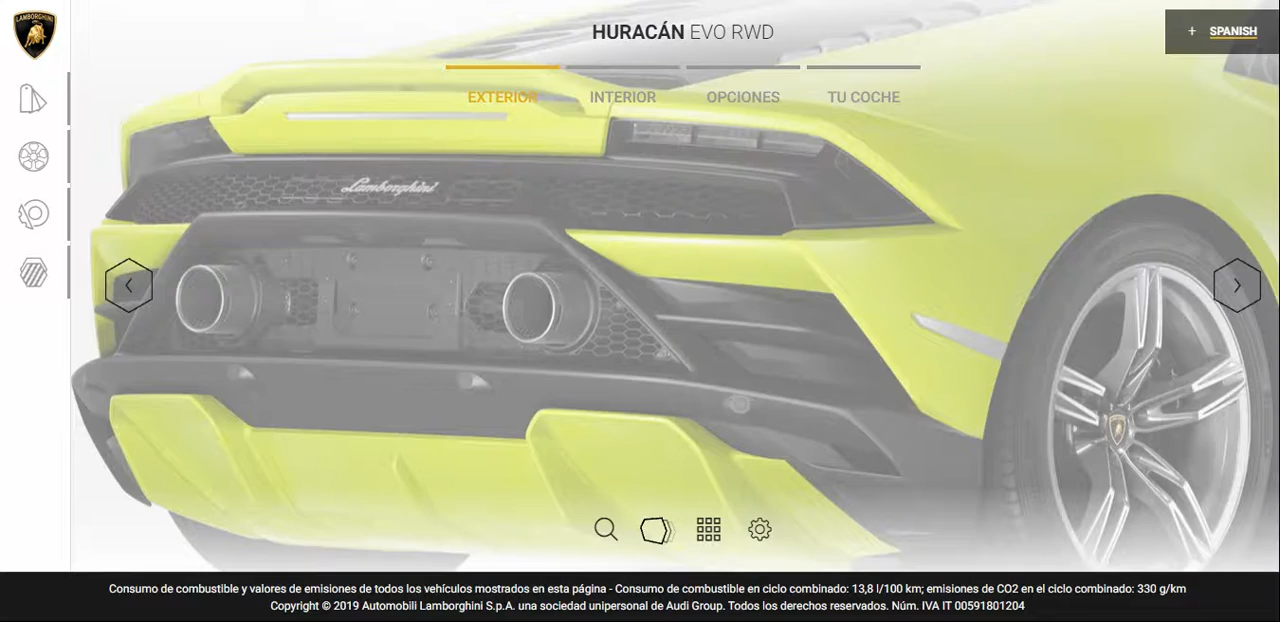 LAMBORGHINI
HURACÁN EVO RWD
+ SPANISH
EXTERIOR
INTERIOR
OPCIONES
TU COCHE
Lamborghini
Consumo de combustible y valores de emisiones de todos los vehículos mostrados en esta página - Consumo de combustible en ciclo combinado: 13,8 l/100 km; emisiones de CO2 en el ciclo combinado: 330 g/km
Copyright © 2019 Automobili Lamborghini S.p.A. una sociedad unipersonal de Audi Group. Todos los derechos reservados. Núm. IVA IT 00591801204